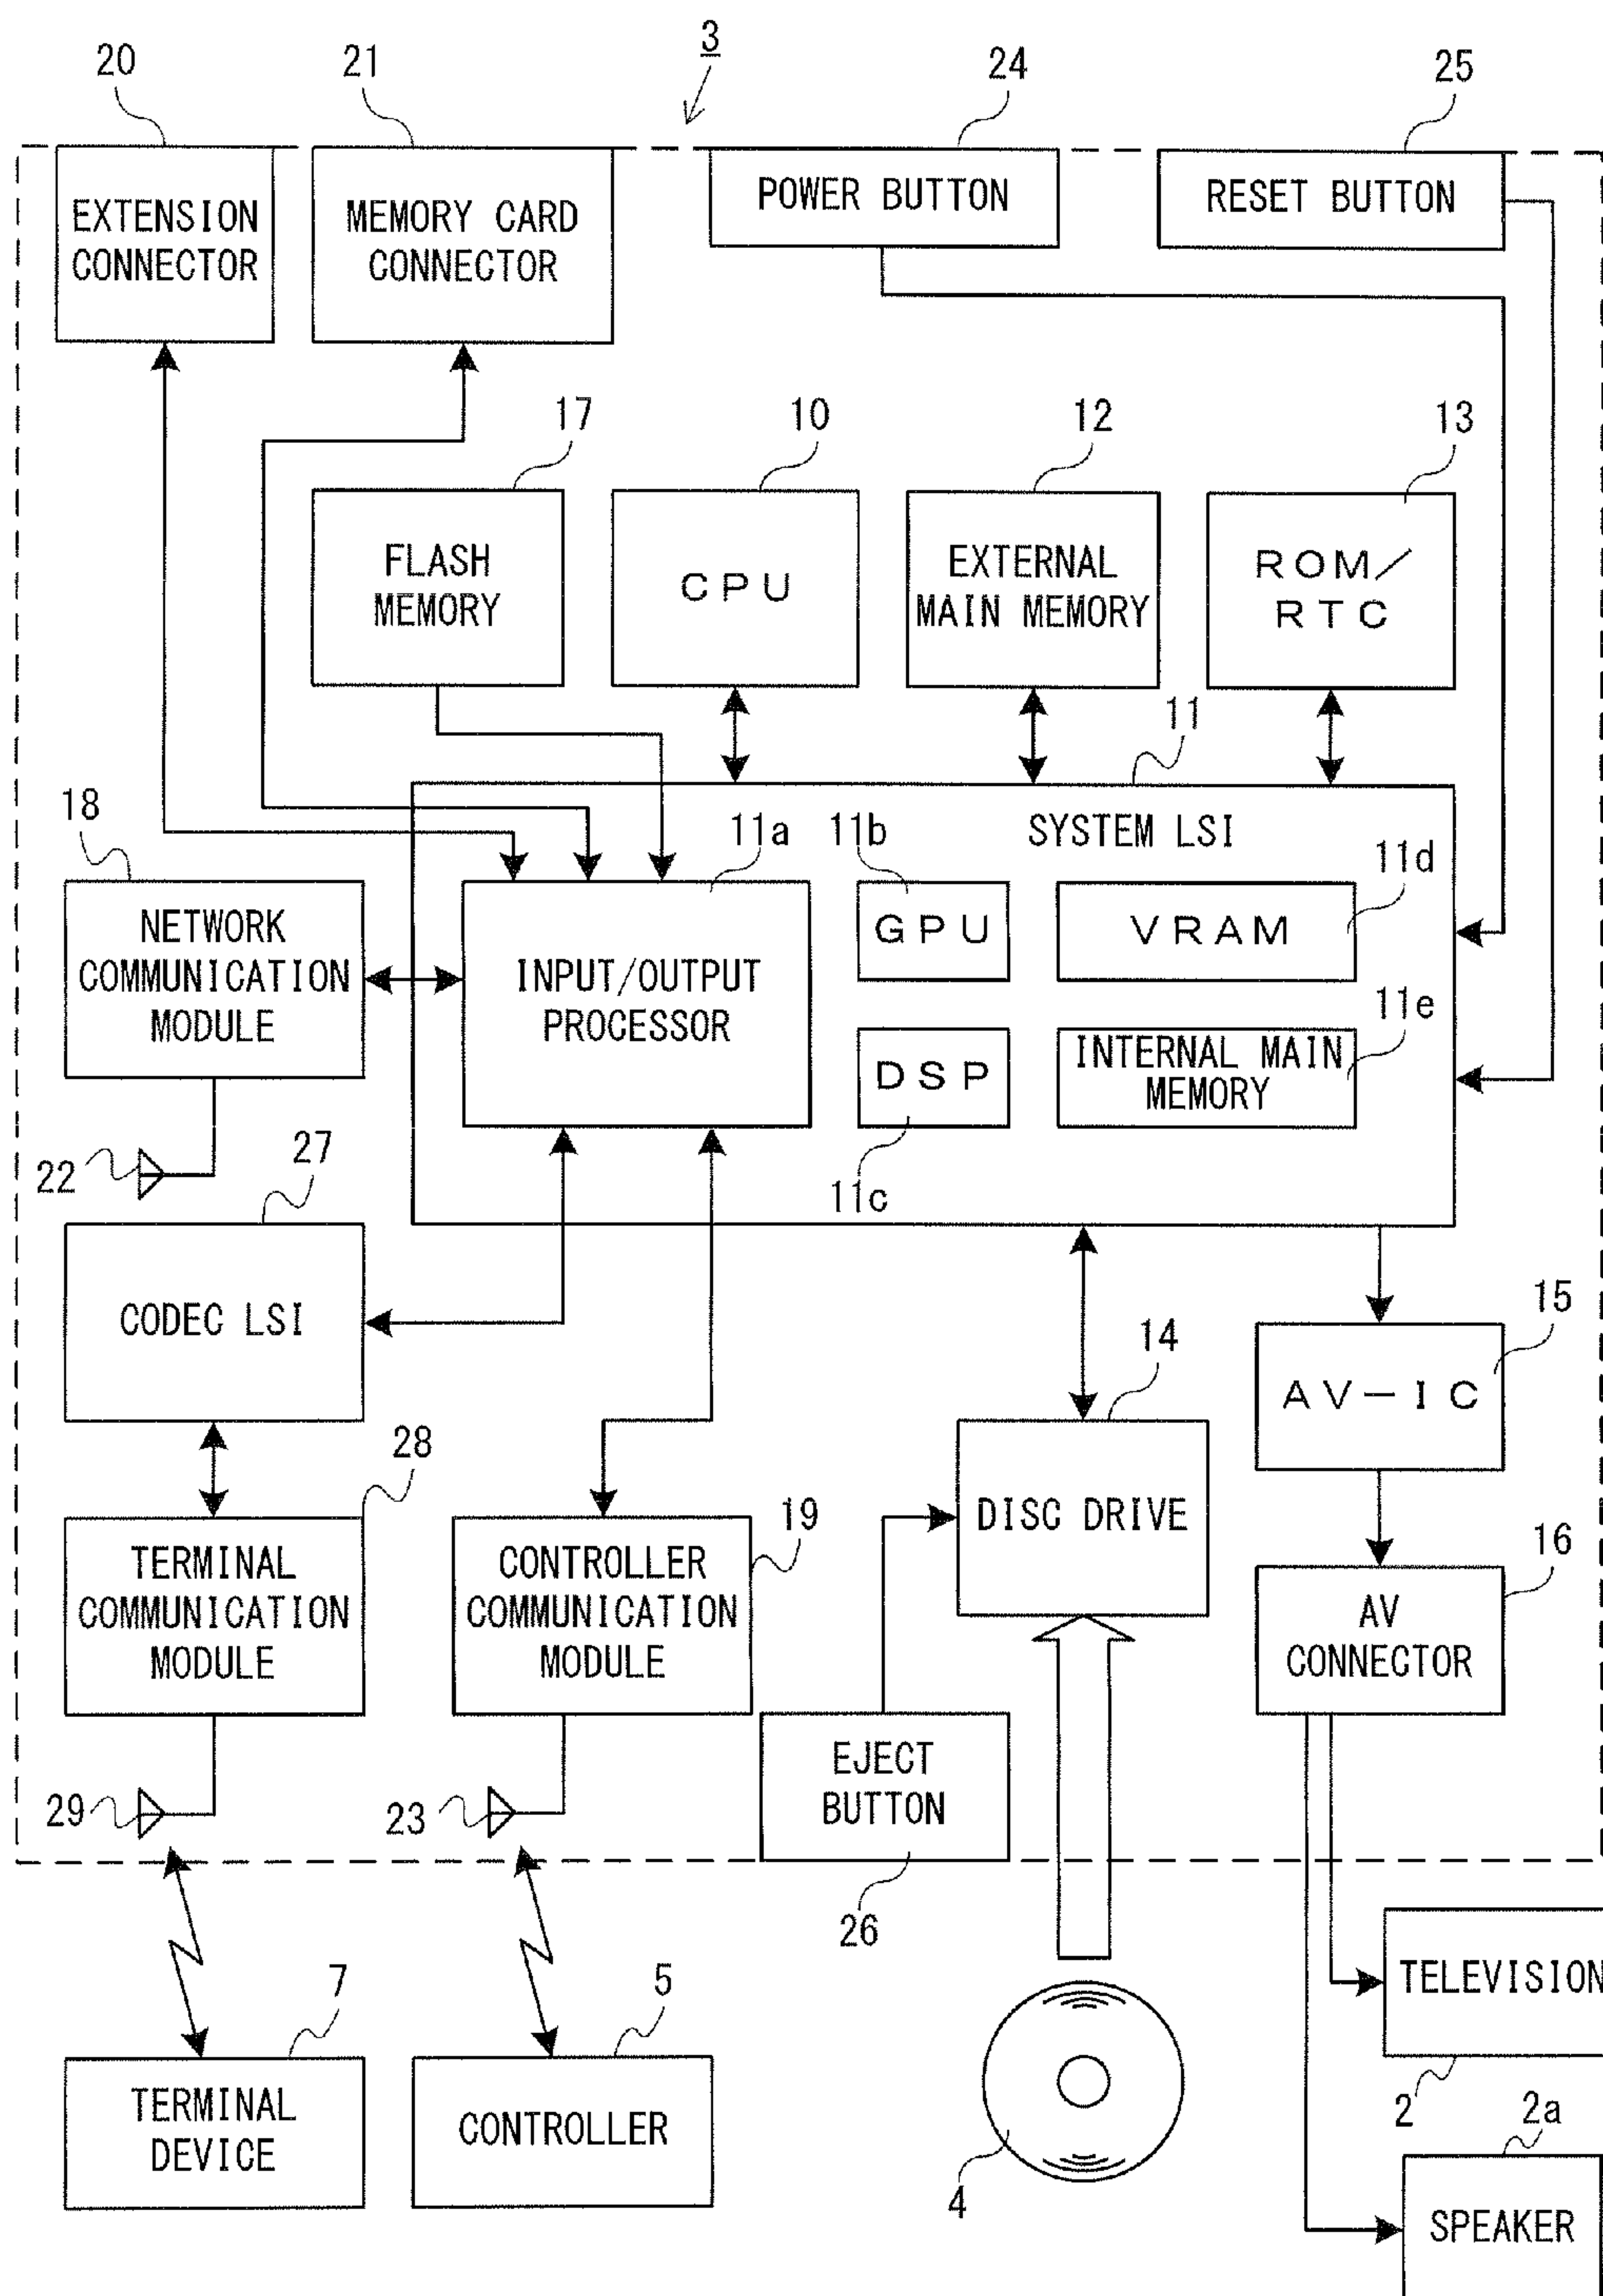 3
20
21
24
25
EXTENSION
CONNECTOR
MEMORY CARD
CONNECTOR
POWER BUTTON
RESET BUTTON
17
10
12
13
FLASH
MEMORY
CPU
EXTERNAL
MAIN MEMORY
ROM/
RTC
11
18
11a
11b
SYSTEM LSI
11d
NETWORK
COMMUNICATION
MODULE
INPUT/OUTPUT
PROCESSOR
GPU
VRAM
11e
DSP
INTERNAL MAIN
MEMORY
22
27
11c
CODEC LSI
14
15
AV-IC
28
19
DISC DRIVE
16
TERMINAL
COMMUNICATION
MODULE
CONTROLLER
COMMUNICATION
MODULE
AV
CONNECTOR
EJECT
BUTTON
29
23
26
7
5
TELEVISION
TERMINAL
DEVICE
CONTROLLER
2
2a
4
SPEAKER